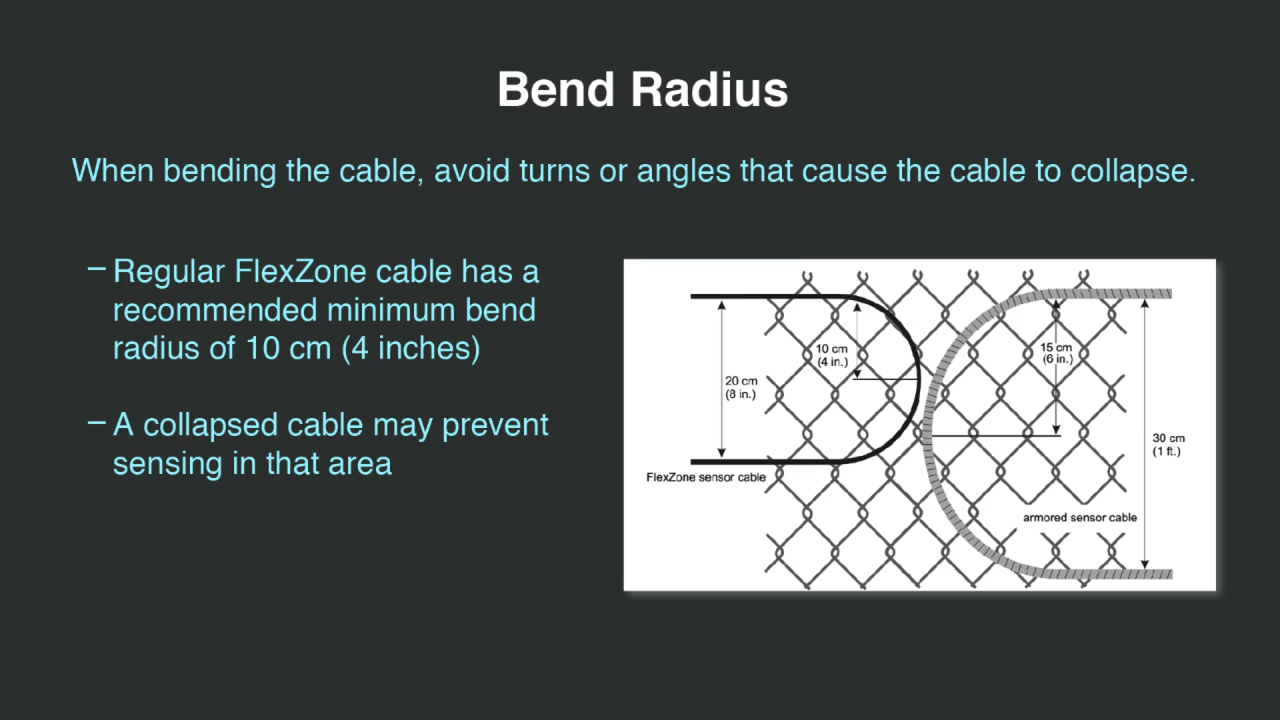 Bend Radius
When bending the cable, avoid turns or angles that cause the cable to collapse.
– Regular FlexZone cable has a
recommended minimum bend
radius of 10 cm (4 inches)
– A collapsed cable may prevent
sensing in that area
10 cm
(4 in.)
20 cm
(8 in.)
FlexZone sensor cable
15 cm
(6 in.)
30 cm
(1 ft.)
armored sensor cable